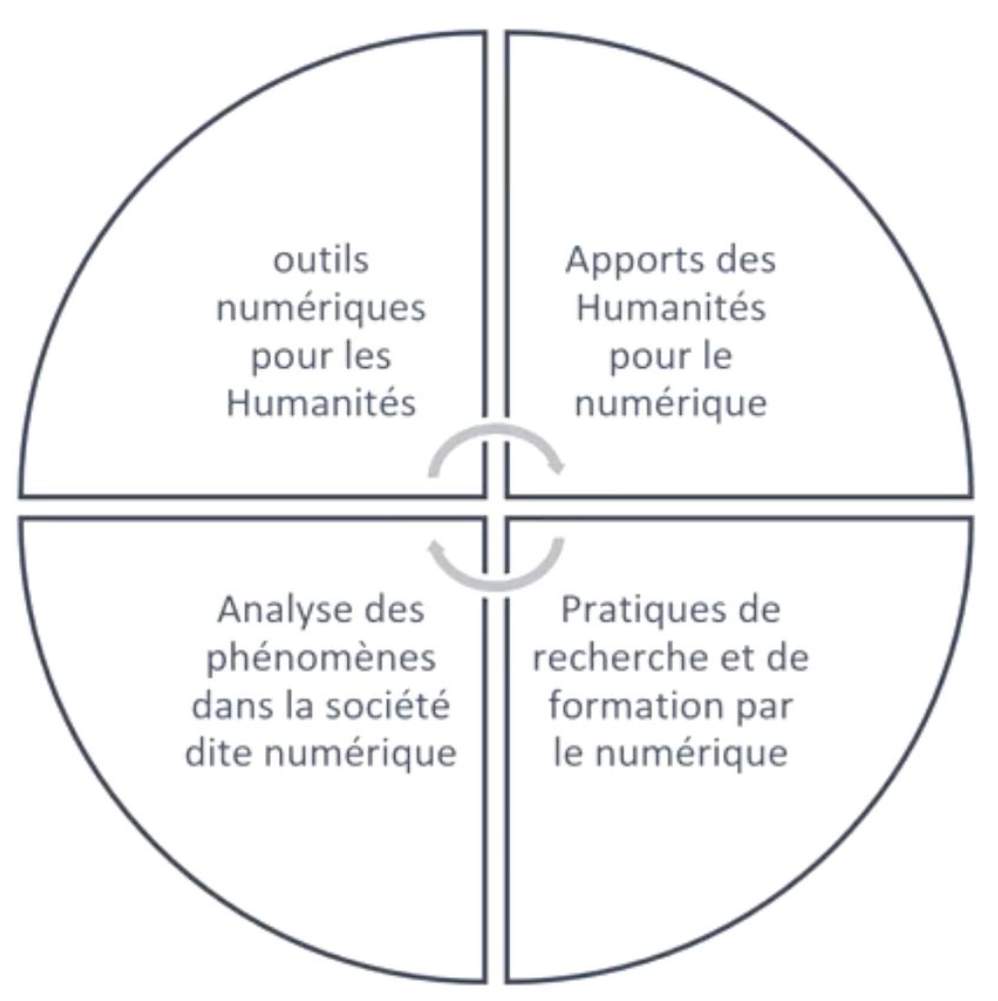 outils
numériques
pour les
Humanités
Apports des
Humanités
pour le
numérique
Analyse des
phénomènes
dans la société
dite numérique
Pratiques de
recherche et de
formation par
le numérique